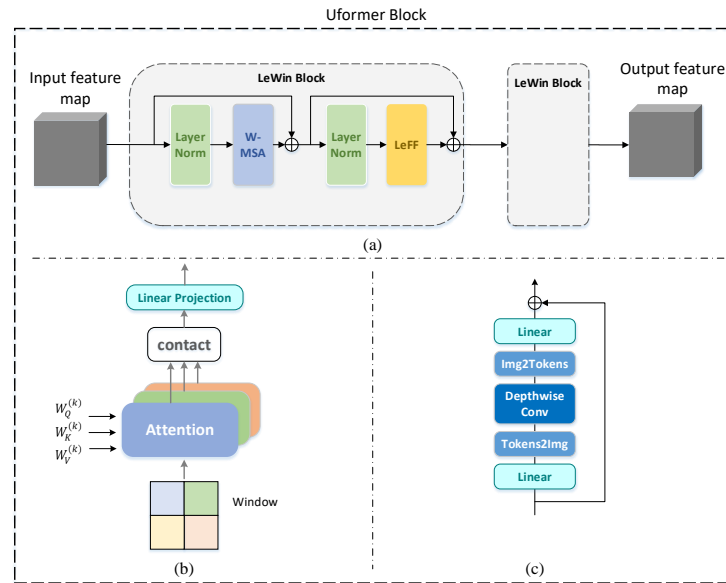 Uformer Block
Input feature
map
LeWin Block
Layer
Norm
W-
MSA
Layer
Norm
LeFF
LeWin Block
Output feature
map
(a)
Linear Projection
contact
W_Q^(k)
W_K^(k)
W_V^(k)
Attention
Window
(b)
Linear
Img2Tokens
Depthwise
Conv
Tokens2Img
Linear
(c)